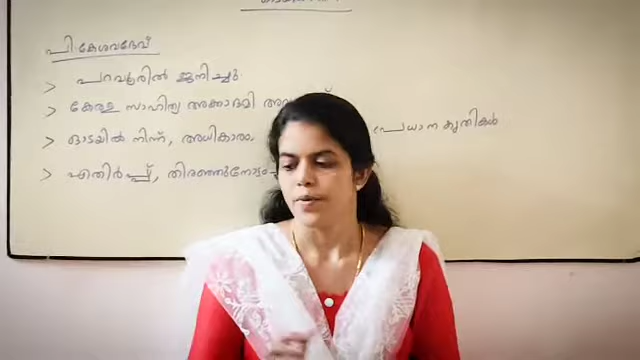 പി. കേശവദേവ്
> പറവൂരിൽ ജനിച്ചു
> കേരള സാഹിത്യ അക്കാദമി
> ഓടയിൽ നിന്ന്, അധികാരം പ്രധാന കൃതികൾ
> എതിർപ്പ്, തിരഞ്ഞുനോട്ടം